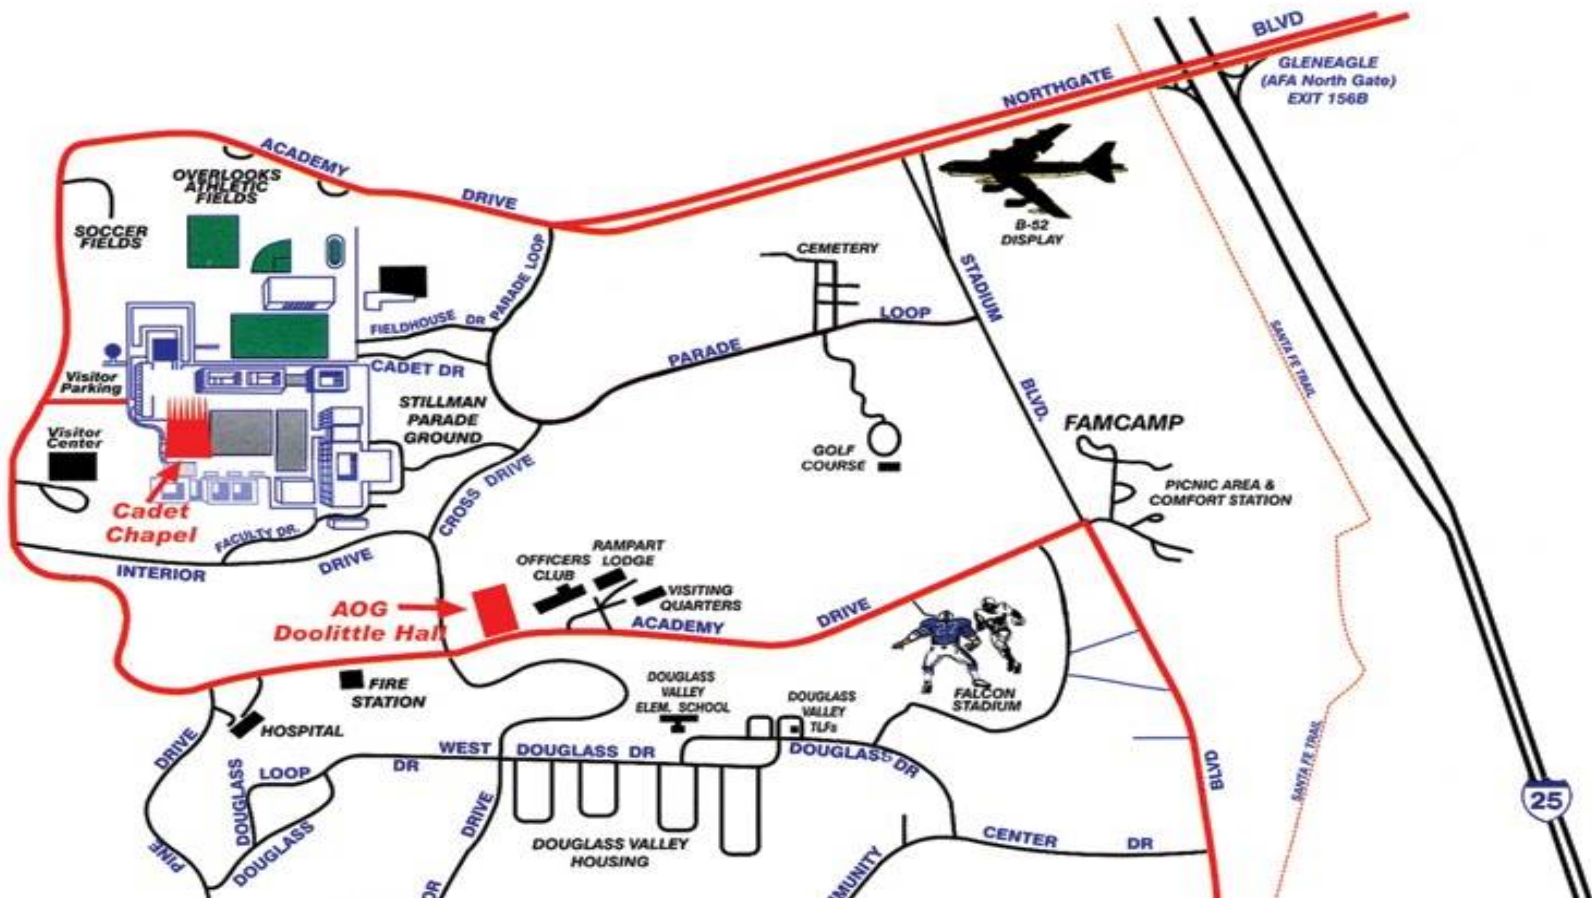 BLVD
NORTHGATE
GLENEAGLE
(AFA North Gate)
EXIT 156B
ACADEMY
DRIVE
OVERLOOKS
ATHLETIC
FIELDS
SOCCER
FIELDS
B-52
DISPLAY
CEMETERY
PARADE LOOP
FIELDHOUSE DR
CADET DR
STADIUM
BLVD.
PARADE
LOOP
SANTA FE TRAIL
Visitor
Parking
Visitor
Center
STILLMAN
PARADE
GROUND
GOLF
COURSE
FAMCAMP
PICNIC AREA &
COMFORT STATION
Cadet
Chapel
CROSS DRIVE
FACULTY DR.
INTERIOR
DRIVE
OFFICERS
CLUB
RAMPART
LODGE
VISITING
QUARTERS
AOG
Doolittle Hall
ACADEMY
DRIVE
FALCON
STADIUM
FIRE
STATION
HOSPITAL
DOUGLASS
VALLEY
ELEM. SCHOOL
DOUGLASS
VALLEY
TLFs
PINE
DRIVE
DOUGLASS
LOOP
DOUGLASS
DR
WEST
DOUGLASS DR
DOUGLASS DR
DRIVE
DOUGLASS VALLEY
HOUSING
CENTER
DR
BLVD
SANTA FE TRAIL
25
MUNITY
OR